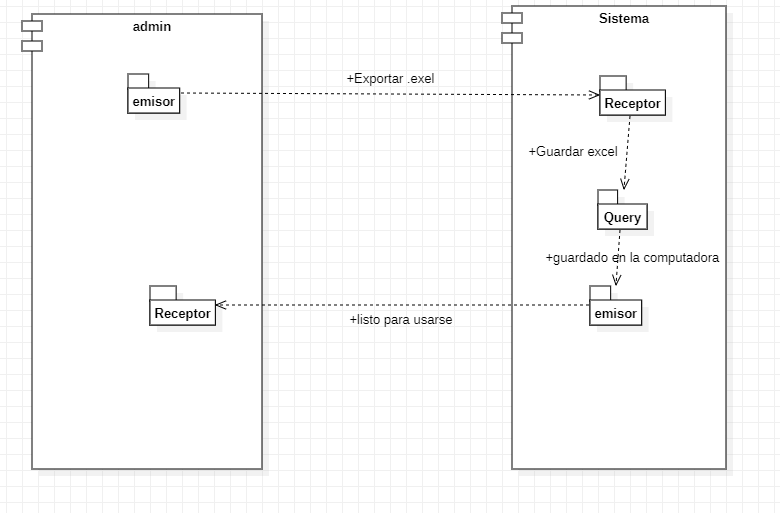 admin
Sistema
emisor
+Exportar .exel
Receptor
+Guardar excel
Query
+guardado en la computadora
emisor
+listo para usarse
Receptor